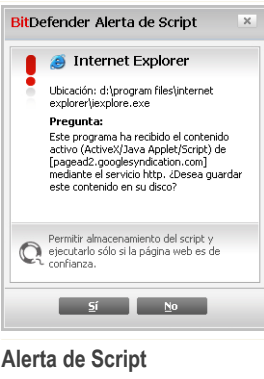 BitDefender Alerta de Script
Internet Explorer
Ubicación: d:\program files\internet
explorer\iexplore.exe
Pregunta:
Este programa ha recibido el contenido
activo (ActiveX/Java Applet/Script) de
[pagead2.googlesyndication.com]
mediante el servicio http. ¿Desea guardar
este contenido en su disco?
Permitir almacenamiento del script y
ejecutarlo sólo si la página web es de
confianza.
Sí No
Alerta de Script